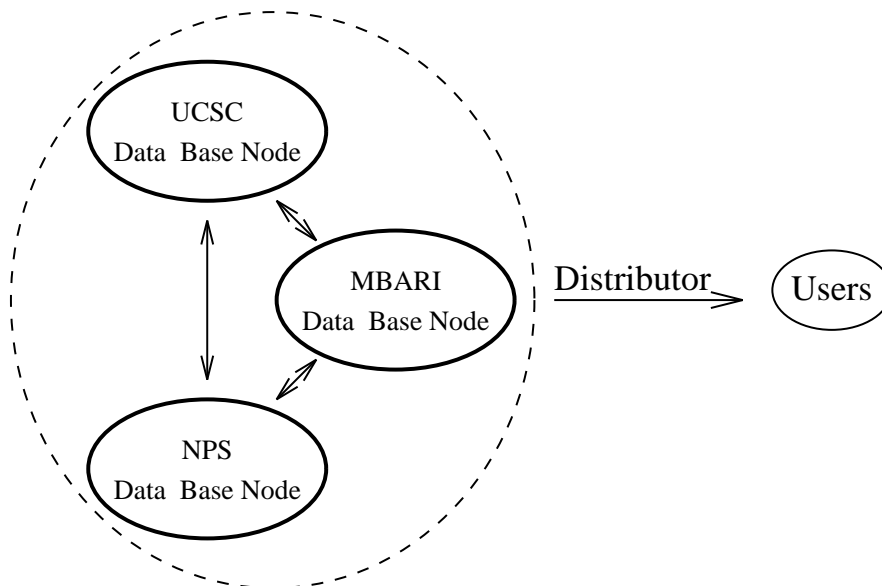 UCSC
Data Base Node
MBARI
Data Base Node
Distributor
Users
NPS
Data Base Node